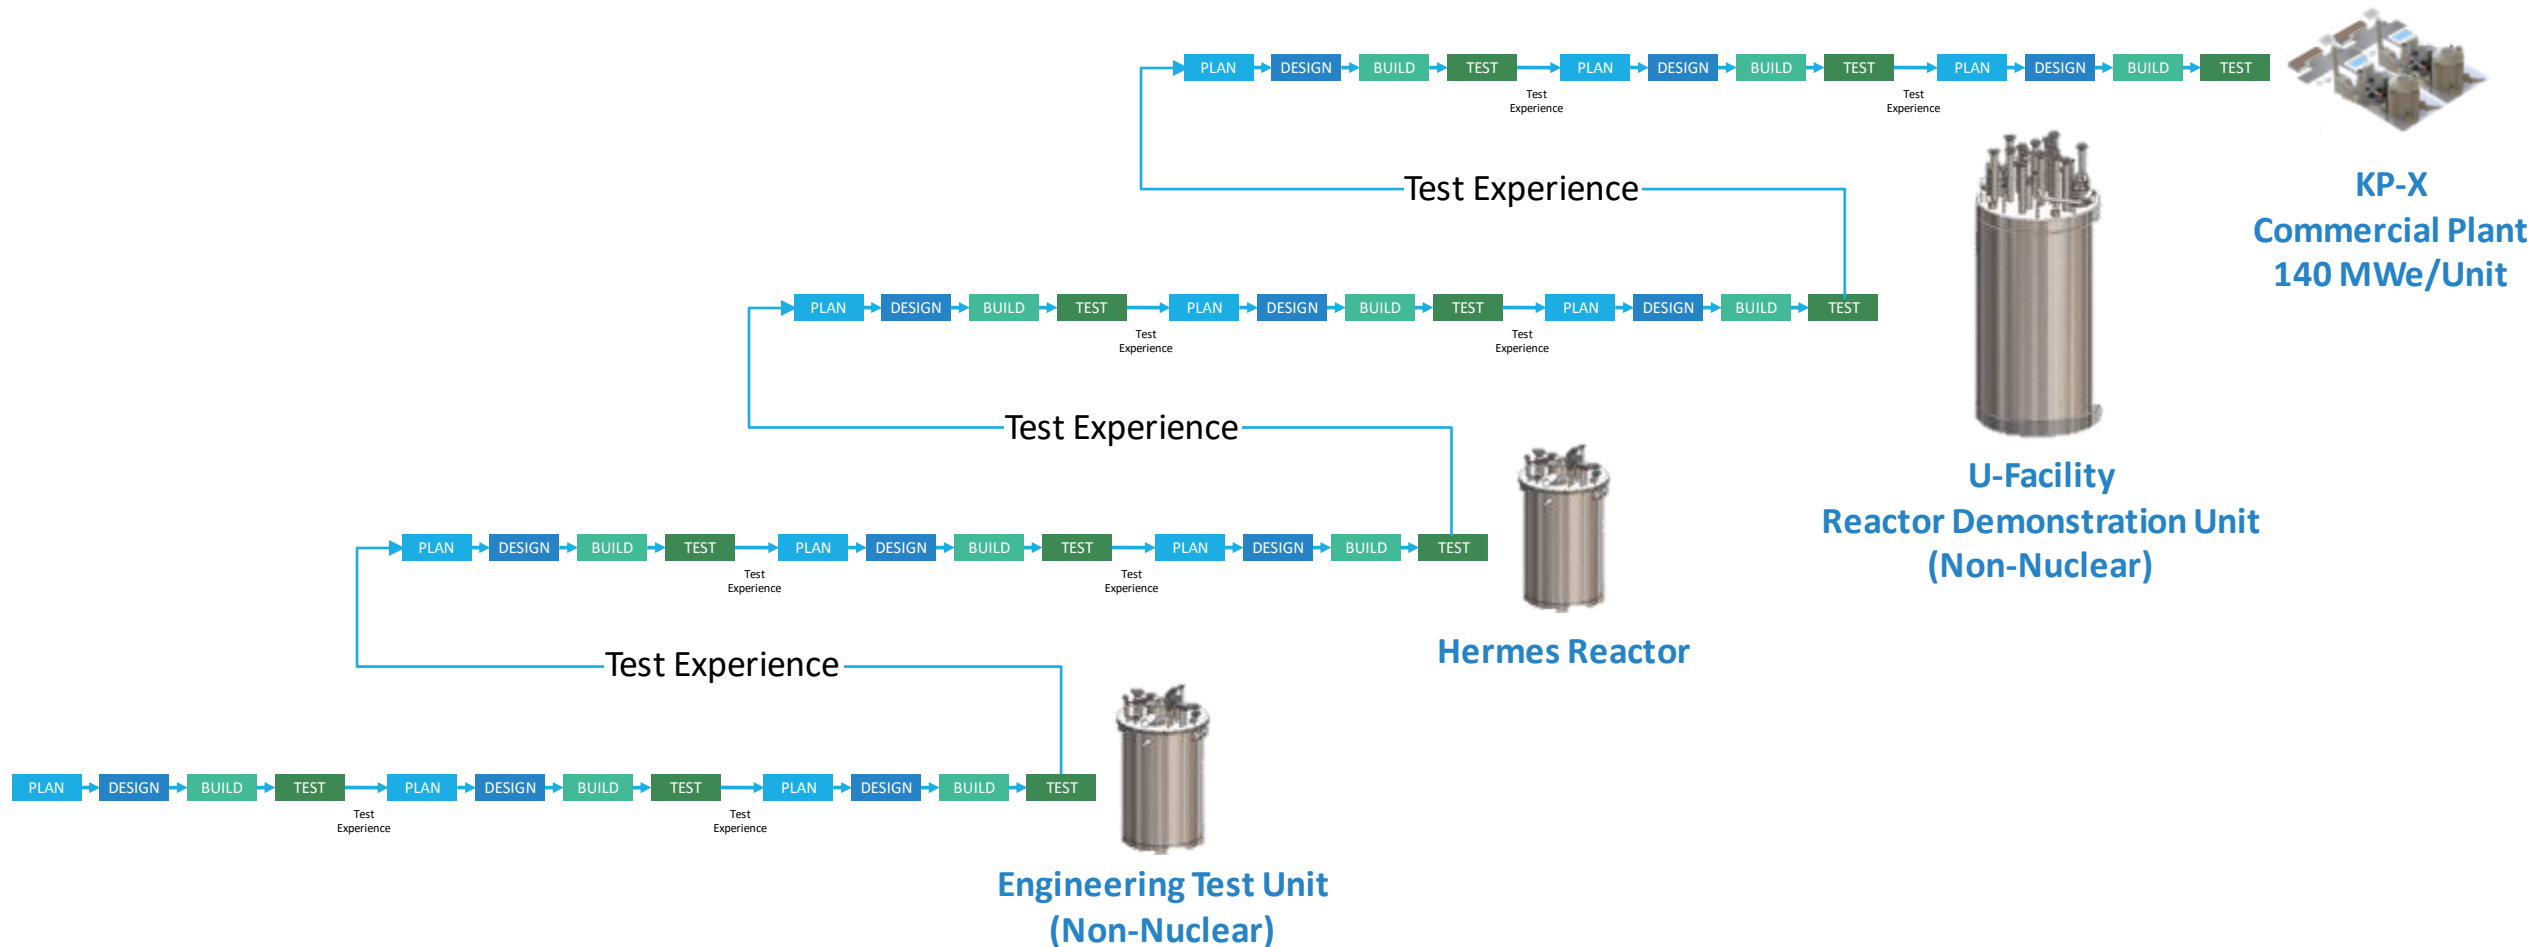 PLAN DESIGN BUILD TEST PLAN DESIGN BUILD TEST PLAN DESIGN BUILD TEST
Test
Experience
Test
Experience
KP-X
Commercial Plant
140 MWe/Unit
Test Experience
PLAN DESIGN BUILD TEST PLAN DESIGN BUILD TEST PLAN DESIGN BUILD TEST
Test
Experience
Test
Experience
U-Facility
Reactor Demonstration Unit
(Non-Nuclear)
Test Experience
PLAN DESIGN BUILD TEST PLAN DESIGN BUILD TEST PLAN DESIGN BUILD TEST
Test
Experience
Test
Experience
Hermes Reactor
Test Experience
PLAN DESIGN BUILD TEST PLAN DESIGN BUILD TEST PLAN DESIGN BUILD TEST
Test
Experience
Test
Experience
Engineering Test Unit
(Non-Nuclear)